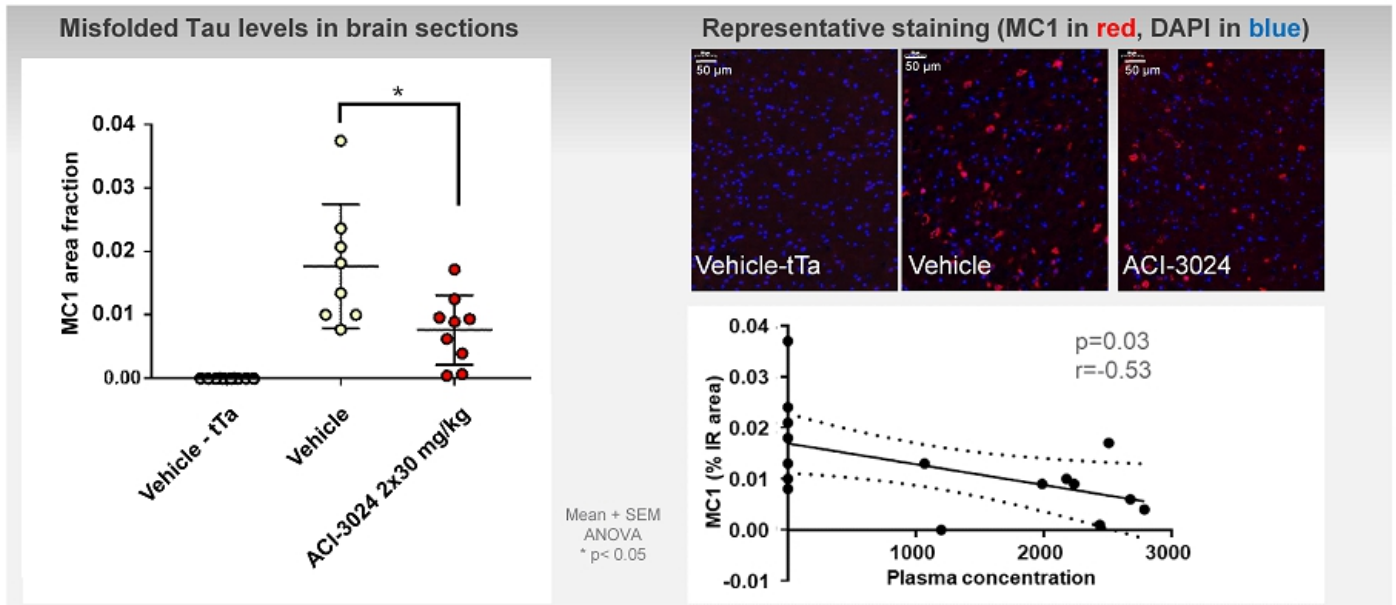 Misfolded Tau levels in brain sections
MC1 area fraction
0.04
0.03
0.02
0.01
0.00
*
Vehicle - tTa
Vehicle
ACI-3024 2x30 mg/kg
Mean + SEM
ANOVA
* p< 0.05
Representative staining (MC1 in red, DAPI in blue)
50 µm
Vehicle-tTa
50 µm
Vehicle
50 µm
ACI-3024
MC1 (% IR area)
0.04
0.03
0.02
0.01
0.00
-0.01
p=0.03
r=-0.53
1000
2000
3000
Plasma concentration